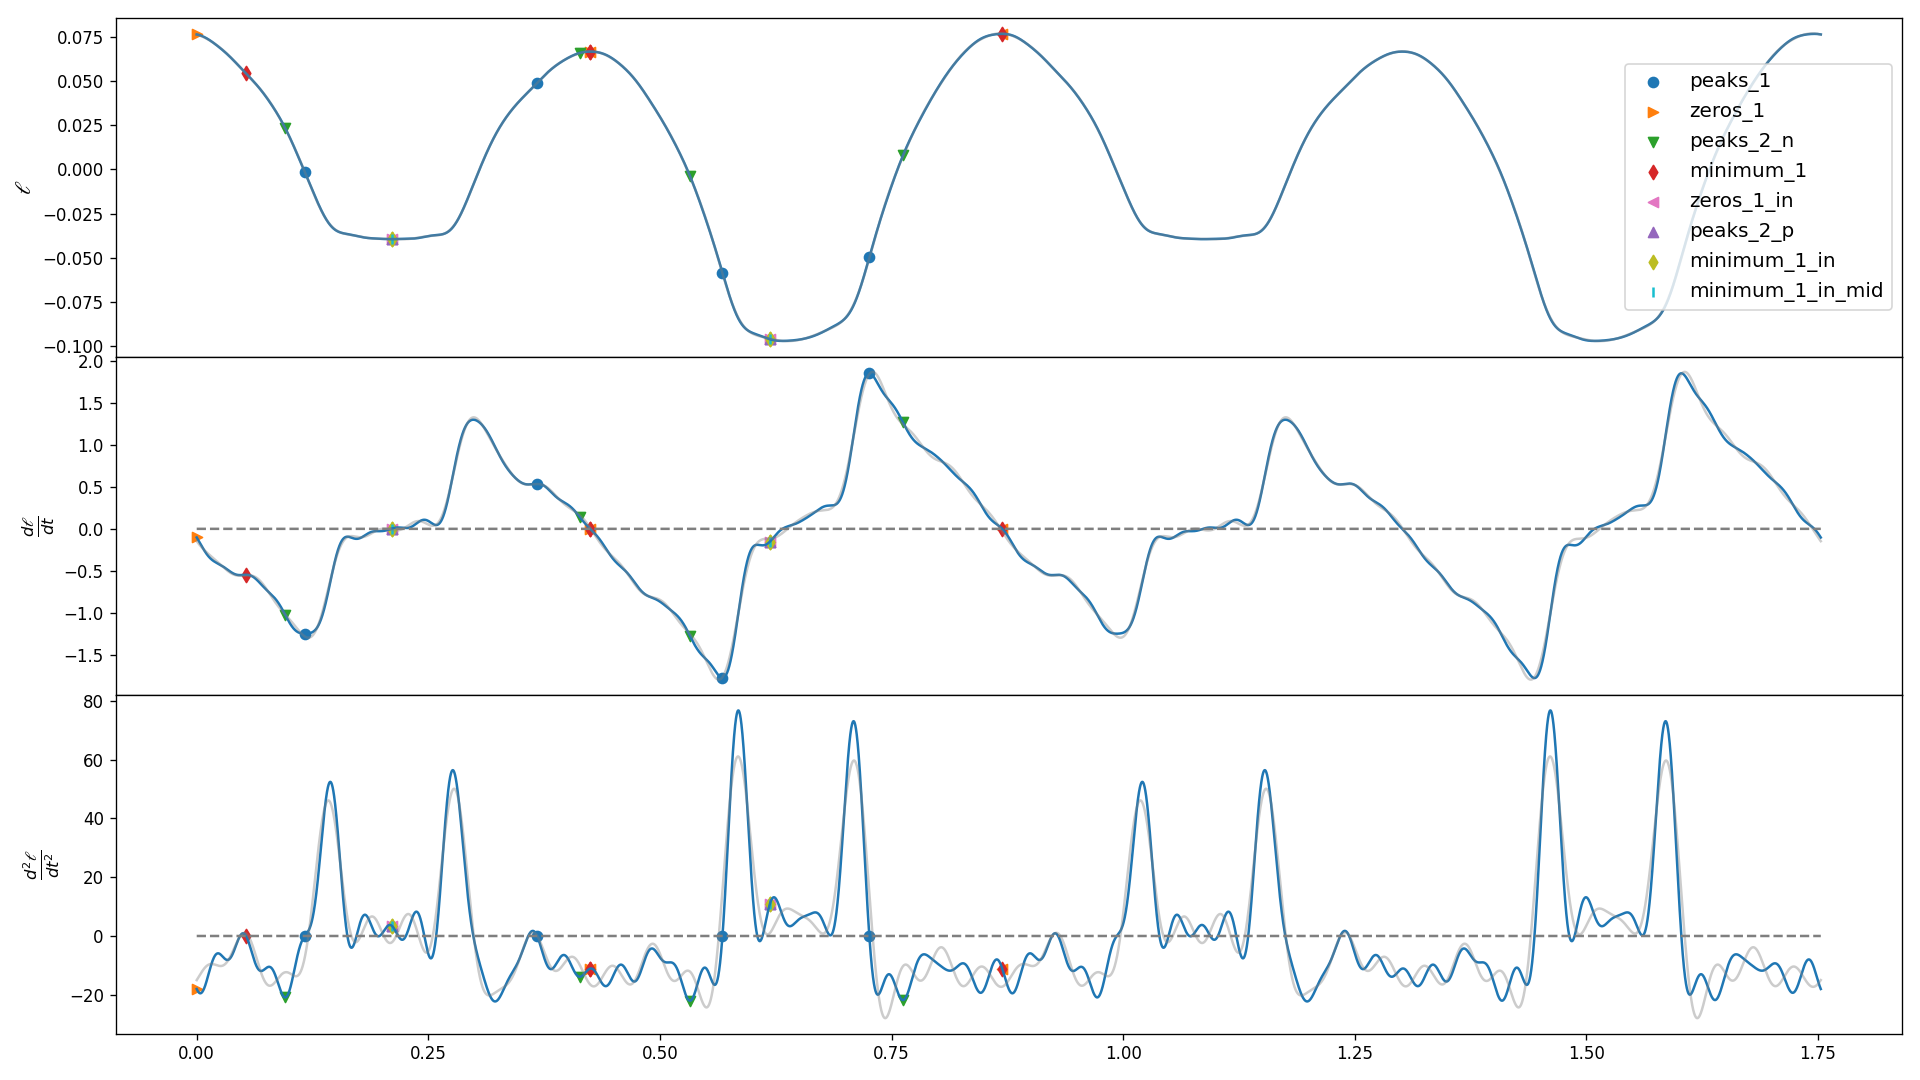 0.075
0.050
0.025
0.000
−0.025
−0.050
−0.075
−0.100
ℓ
peaks_1
zeros_1
peaks_2_n
minimum_1
zeros_1_in
peaks_2_p
minimum_1_in
minimum_1_in_mid
2.0
1.5
1.0
0.5
0.0
−0.5
−1.0
−1.5
dℓ
dt
80
60
40
20
0
−20
d²ℓ
dt²
0.00 0.25 0.50 0.75 1.00 1.25 1.50 1.75